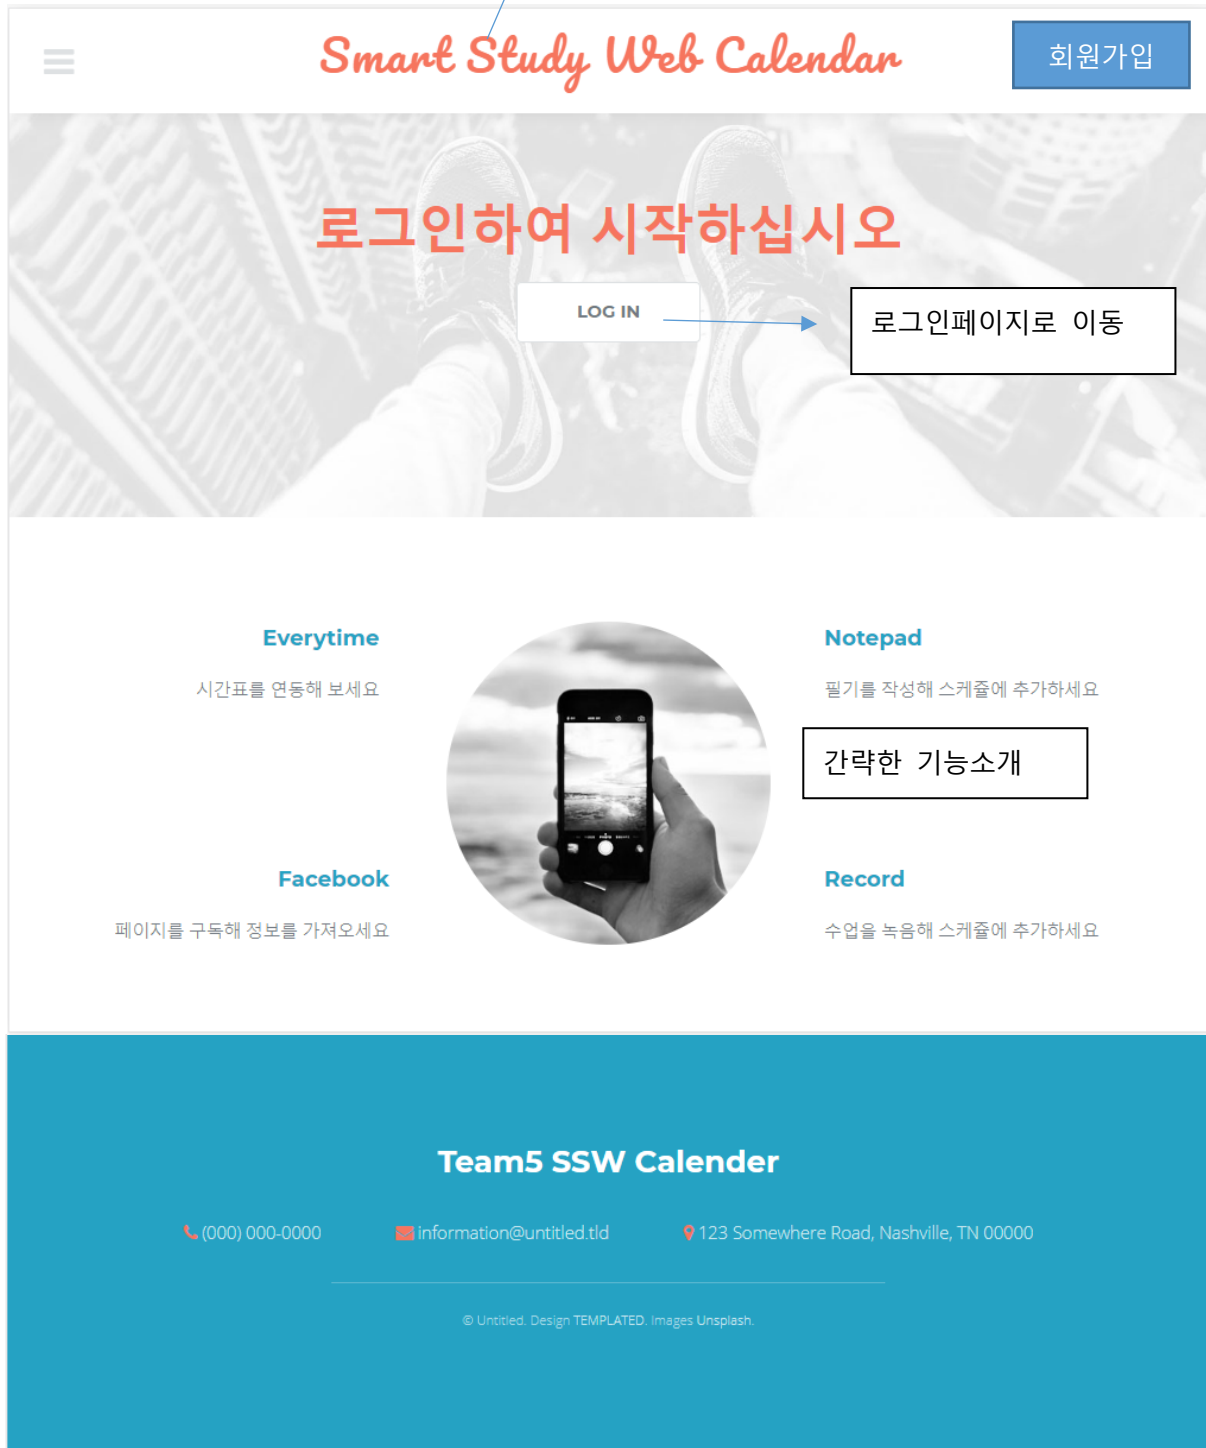 Smart Study Web Calendar
회원가입
로그인하여 시작하십시오
LOG IN
로그인페이지로 이동
Everytime
시간표를 연동해 보세요
Notepad
필기를 작성해 스케쥴에 추가하세요
간략한 기능소개
Facebook
페이지를 구독해 정보를 가져오세요
Record
수업을 녹음해 스케쥴에 추가하세요
Team5 SSW Calender
(000) 000-0000
information@untitled.tld
123 Somewhere Road, Nashville, TN 00000
© Untitled. Design TEMPLATED. Images Unsplash.